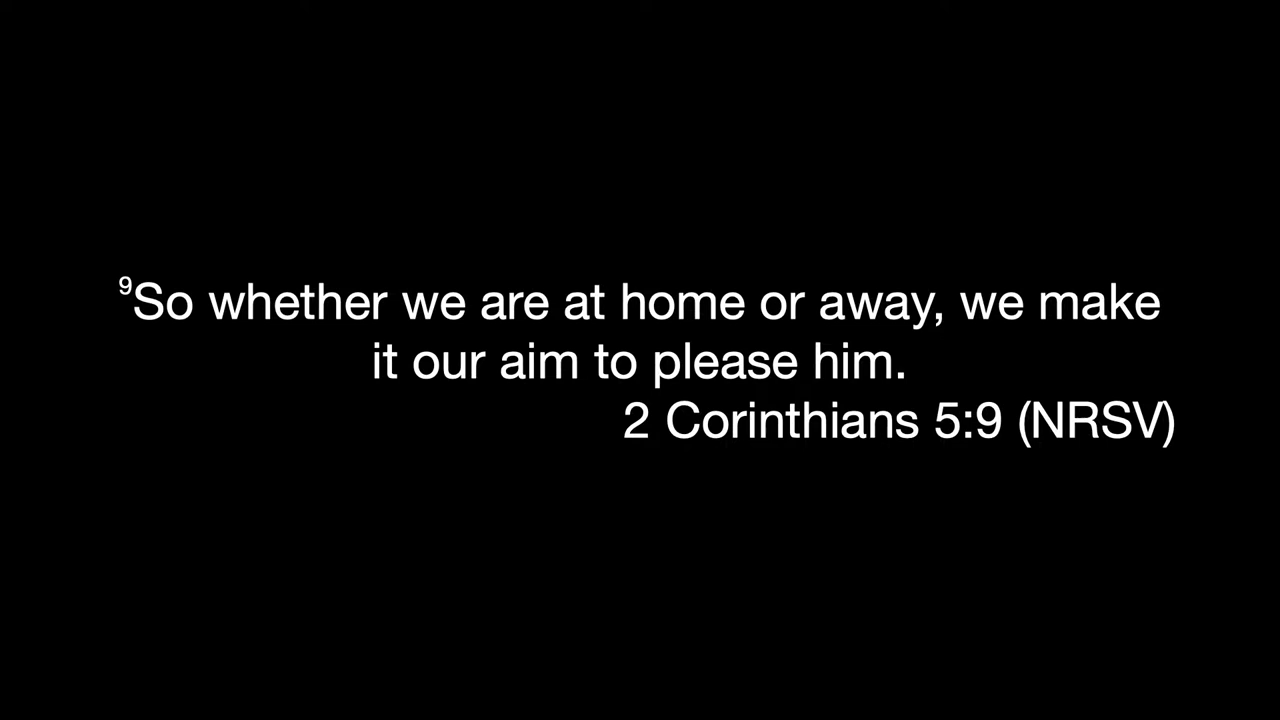 ⁹So whether we are at home or away, we make
it our aim to please him.
2 Corinthians 5:9 (NRSV)